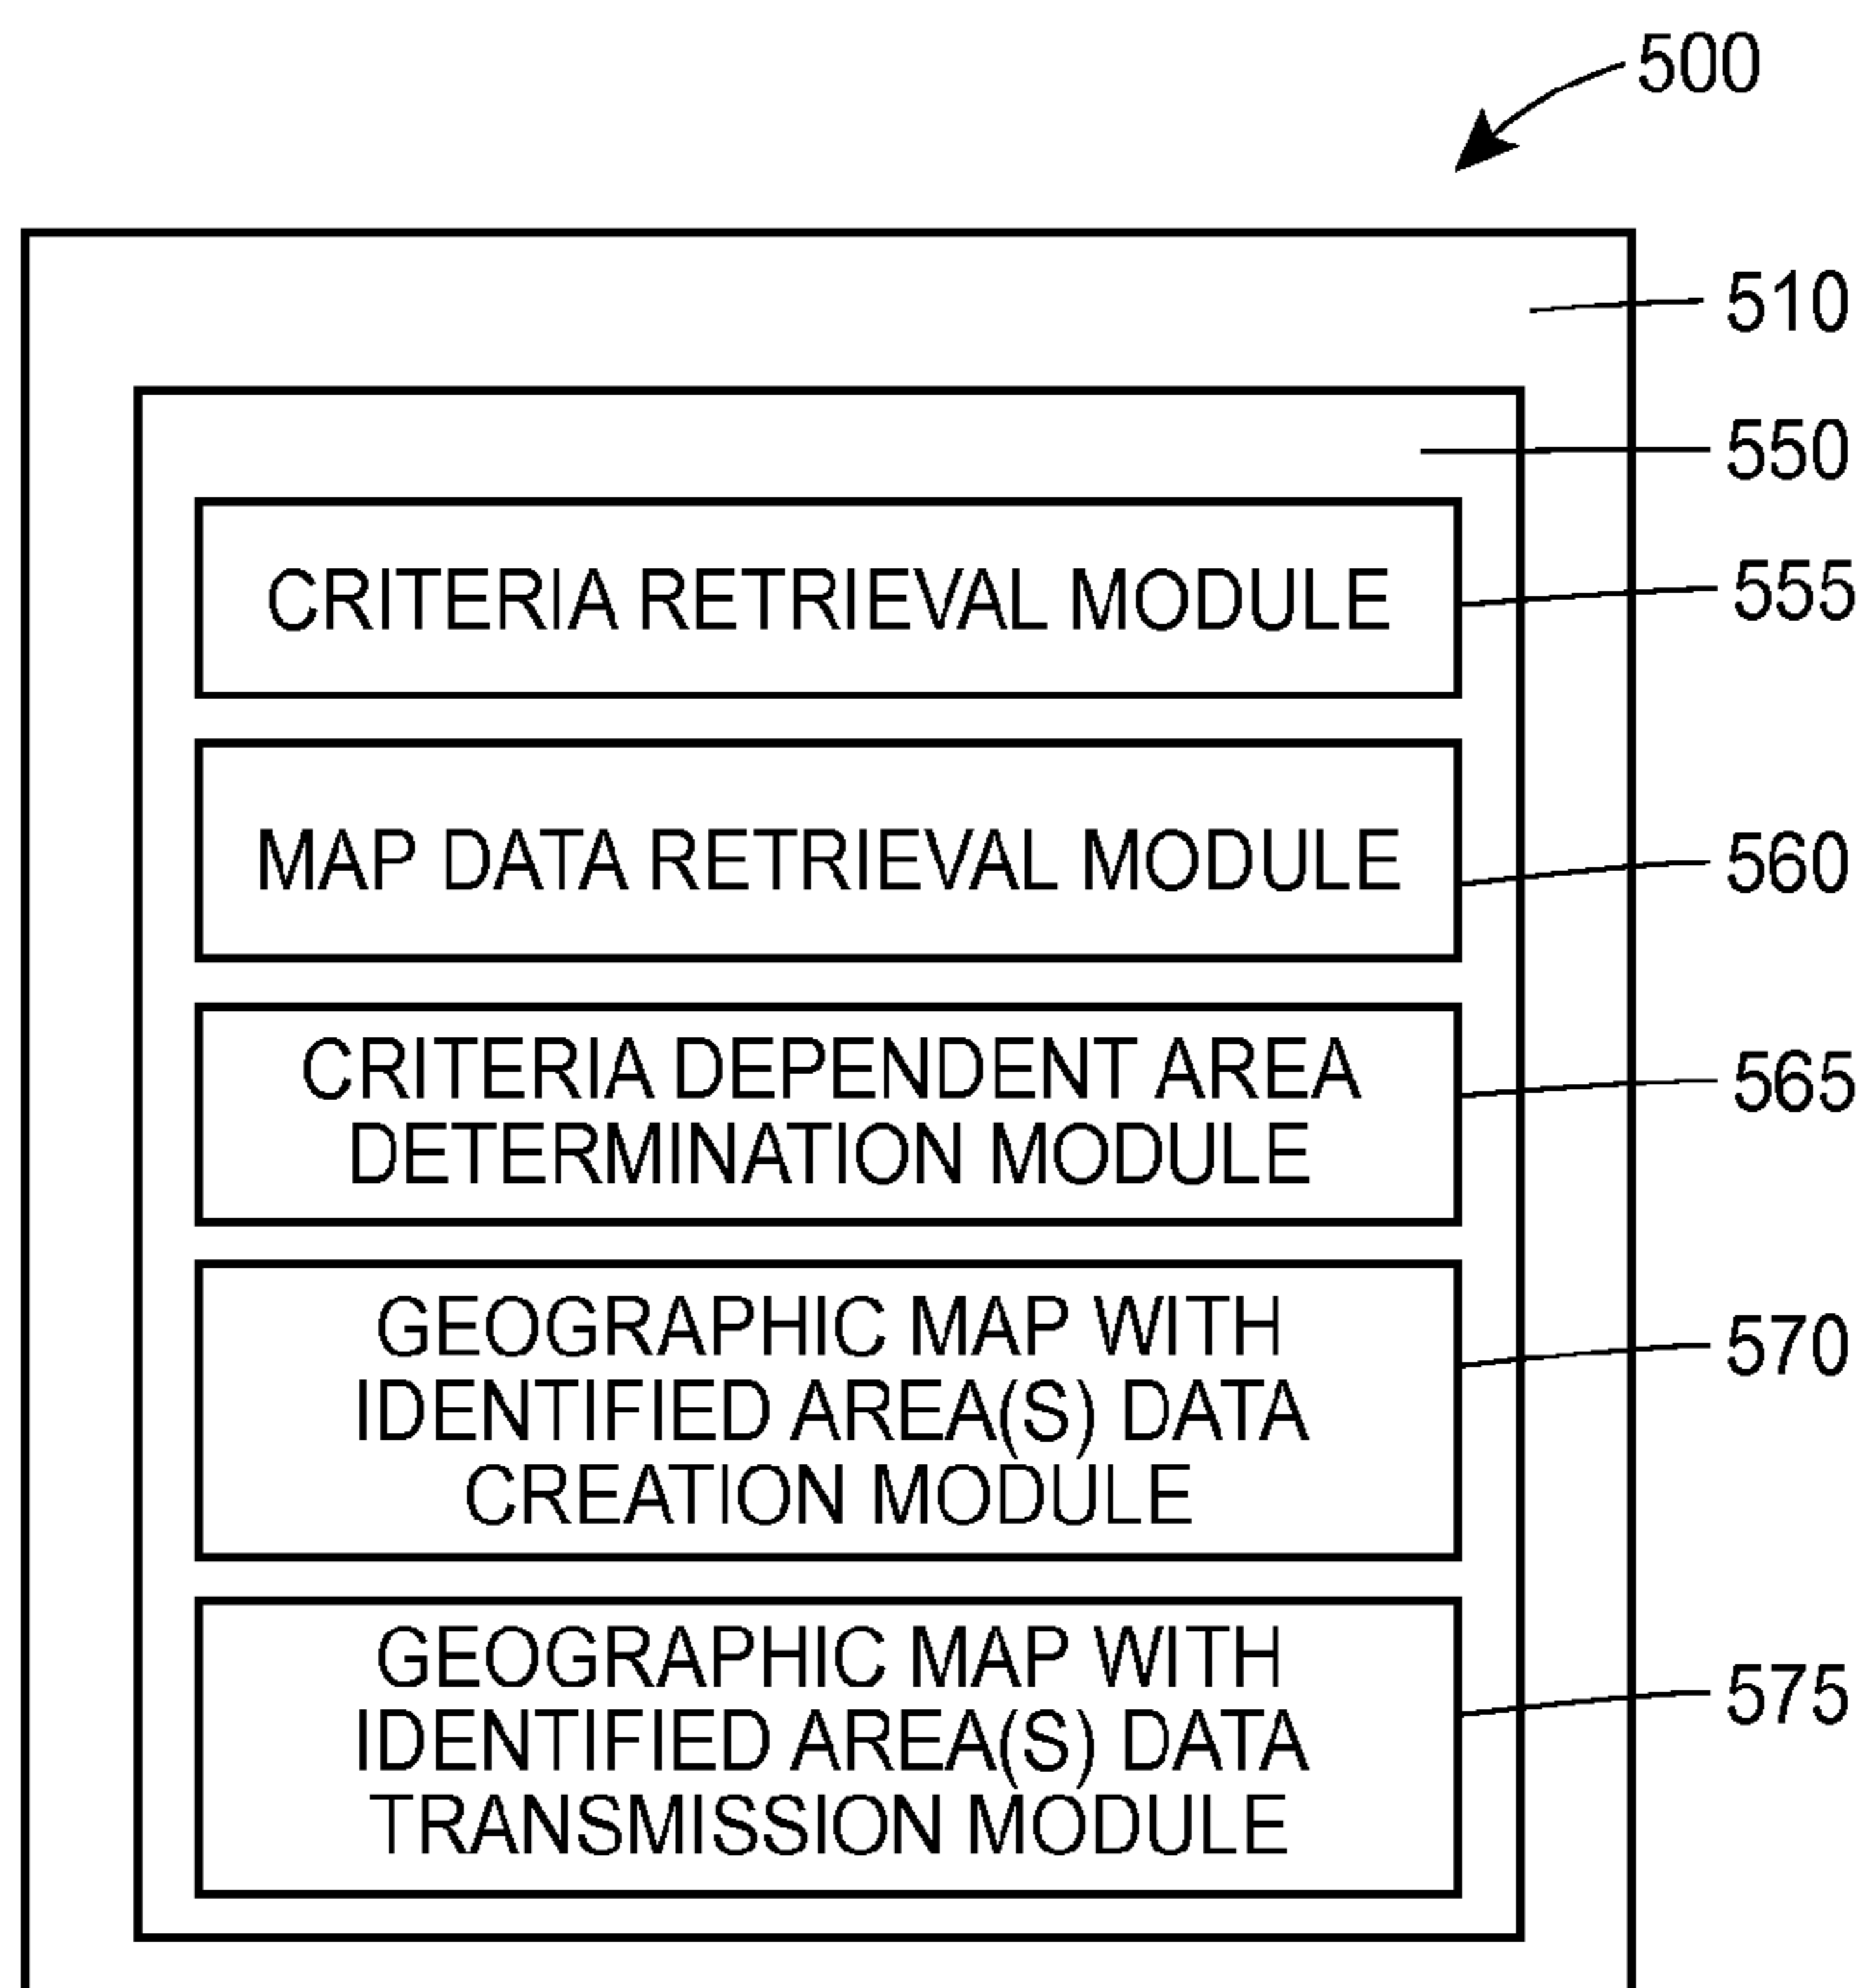 500
510
550
CRITERIA RETRIEVAL MODULE
555
MAP DATA RETRIEVAL MODULE
560
CRITERIA DEPENDENT AREA
DETERMINATION MODULE
565
GEOGRAPHIC MAP WITH
IDENTIFIED AREA(S) DATA
CREATION MODULE
570
GEOGRAPHIC MAP WITH
IDENTIFIED AREA(S) DATA
TRANSMISSION MODULE
575